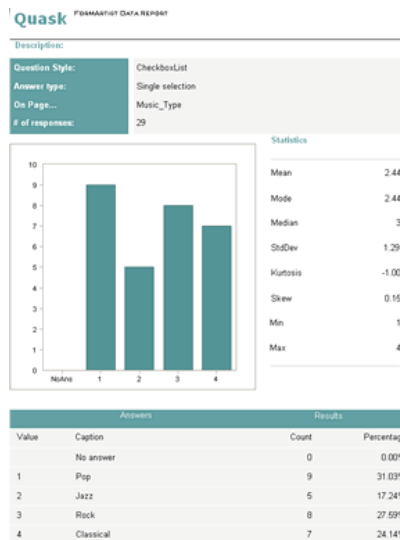 Quask FormArtist Data Report
Description:
Question Style: CheckboxList
Answer type: Single selection
On Page... Music_Type
# of responses: 29
Statistics
Mean 2.44
Mode 2.44
Median 3
StdDev 1.29
Kurtosis -1.00
Skew 0.15
Min 1
Max 4
10
9
8
7
6
5
4
3
2
1
0
NoAns 1 2 3 4
Answers Results
Value Caption Count Percentag
No answer 0 0.00%
1 Pop 9 31.03%
2 Jazz 5 17.24%
3 Rock 8 27.59%
4 Classical 7 24.14%